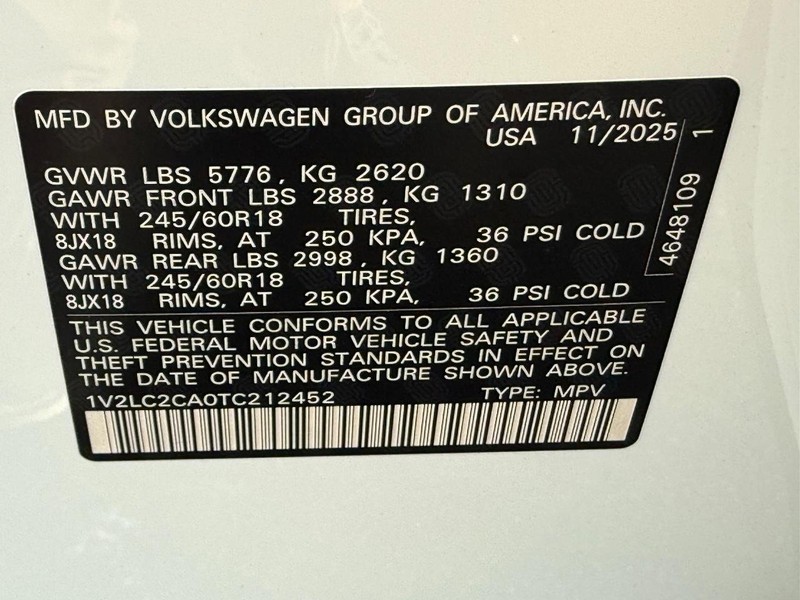 MFD BY VOLKSWAGEN GROUP OF AMERICA, INC.
USA 11/2025
GVWR LBS 5776, KG 2620
GAWR FRONT LBS 2888, KG 1310
WITH 245/60R18 TIRES,
8JX18 RIMS, AT 250 KPA, 36 PSI COLD
GAWR REAR LBS 2998, KG 1360
WITH 245/60R18 TIRES,
8JX18 RIMS, AT 250 KPA, 36 PSI COLD
4648109 1
THIS VEHICLE CONFORMS TO ALL APPLICABLE
U.S. FEDERAL MOTOR VEHICLE SAFETY AND
THEFT PREVENTION STANDARDS IN EFFECT ON
THE DATE OF MANUFACTURE SHOWN ABOVE.
1V2LC2CA0TC212452 TYPE: MPV